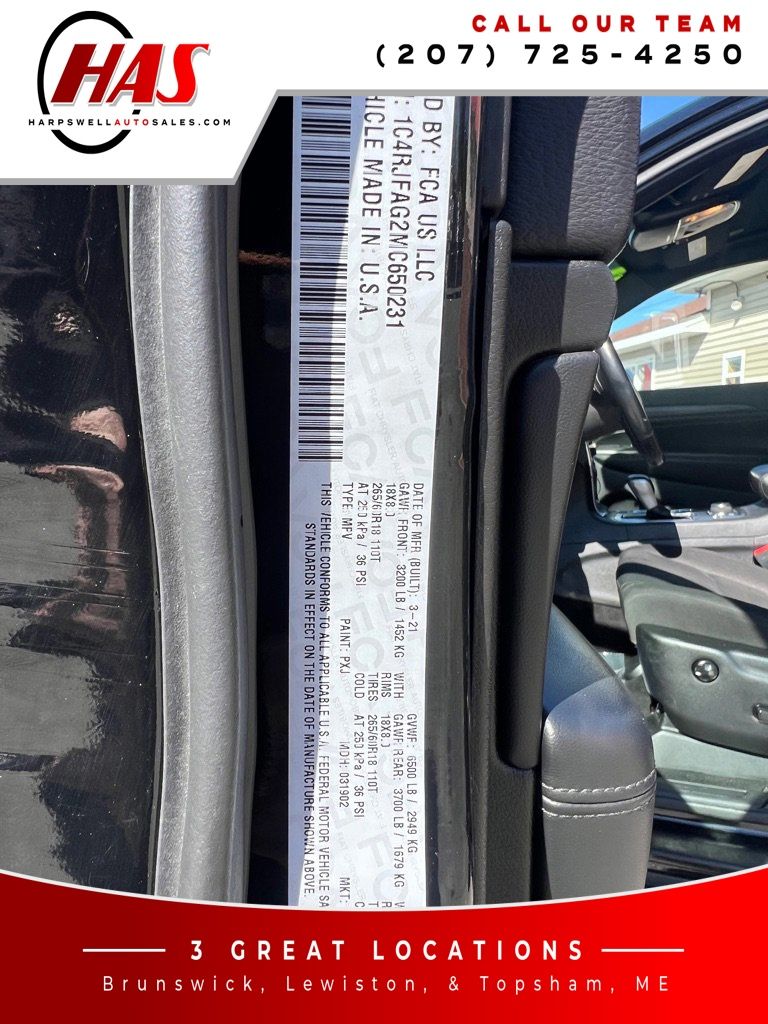 HAS
HARPSWELLAUTOSALES.COM
CALL OUR TEAM
(207) 725-4250
D BY: FCA US LLC
: 1C4RJFAG2MC650231
HICLE MADE IN: U.S.A.
DATE OF MFR (BUILT): 3-21 GVWR: 6500 LB / 2949 KG
GAWR FRONT: 3200 LB / 1452 KG WITH GAWR REAR: 3700 LB / 1679 KG
18X8.0 RIMS 18X8.0
265/60R18 110T TIRES 265/60R18 110T
AT 250 kPa / 36 PSI COLD AT 250 kPa / 36 PSI
TYPE: MPV PAINT: PXJ MDH: 031902 MKT:
THIS VEHICLE CONFORMS TO ALL APPLICABLE U.S.A. FEDERAL MOTOR VEHICLE SA
STANDARDS IN EFFECT ON THE DATE OF MANUFACTURE SHOWN ABOVE.
3 GREAT LOCATIONS
Brunswick, Lewiston, & Topsham, ME